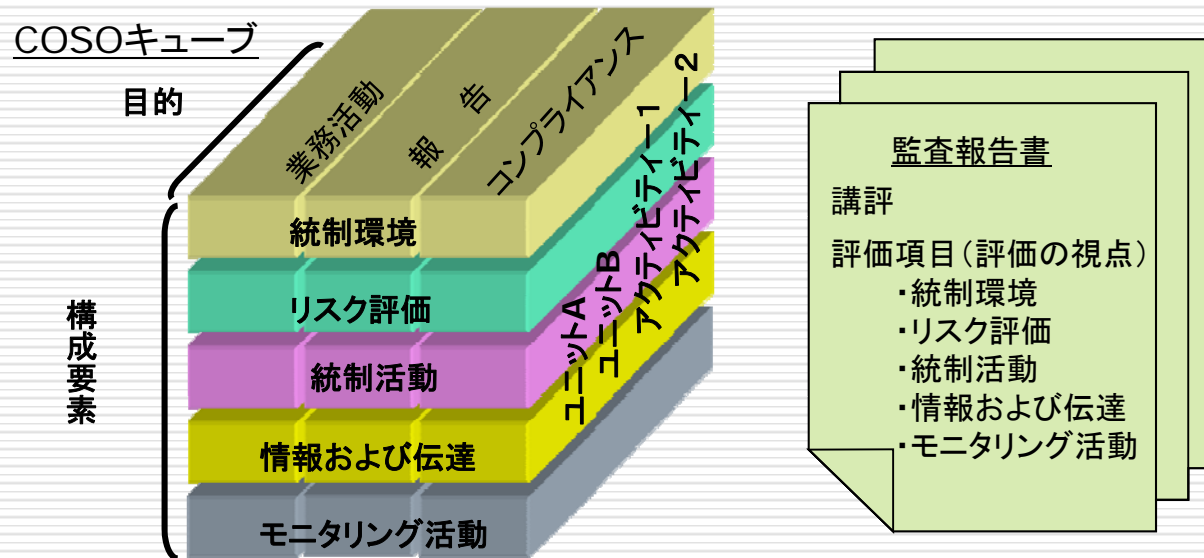 COSOキューブ
目的
業務活動
報告
コンプライアンス
構成要素
統制環境
リスク評価
統制活動
情報および伝達
モニタリング活動
ユニットA
ユニットB
アクティビティー1
アクティビティー2
監査報告書
講評
評価項目（評価の視点）
・統制環境
・リスク評価
・統制活動
・情報および伝達
・モニタリング活動